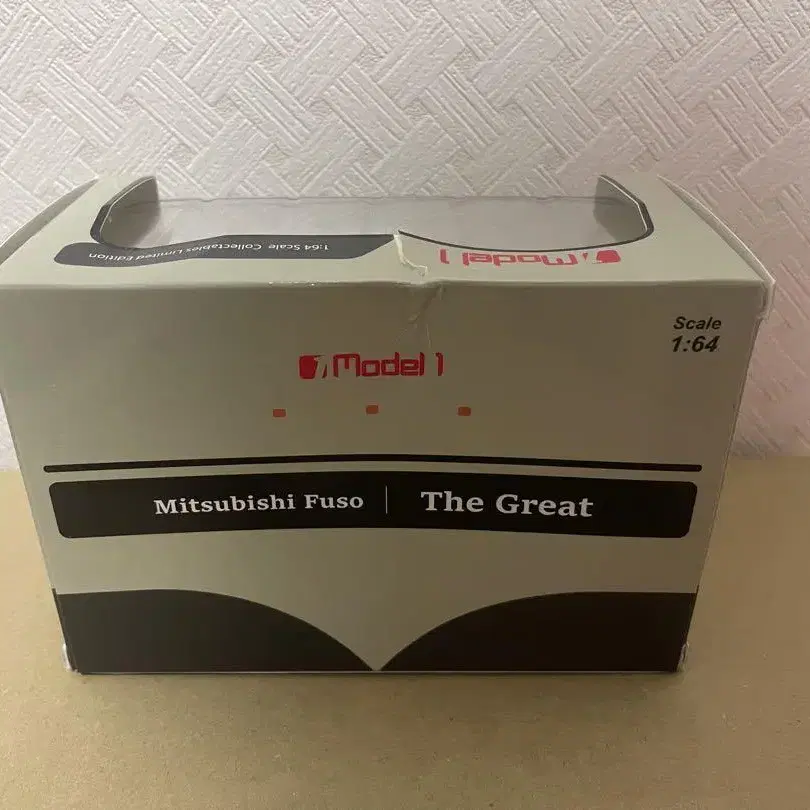 1:64 Scale Collectables Limited Edition
Model 1
Model 1
Scale
1:64
Mitsubishi Fuso | The Great